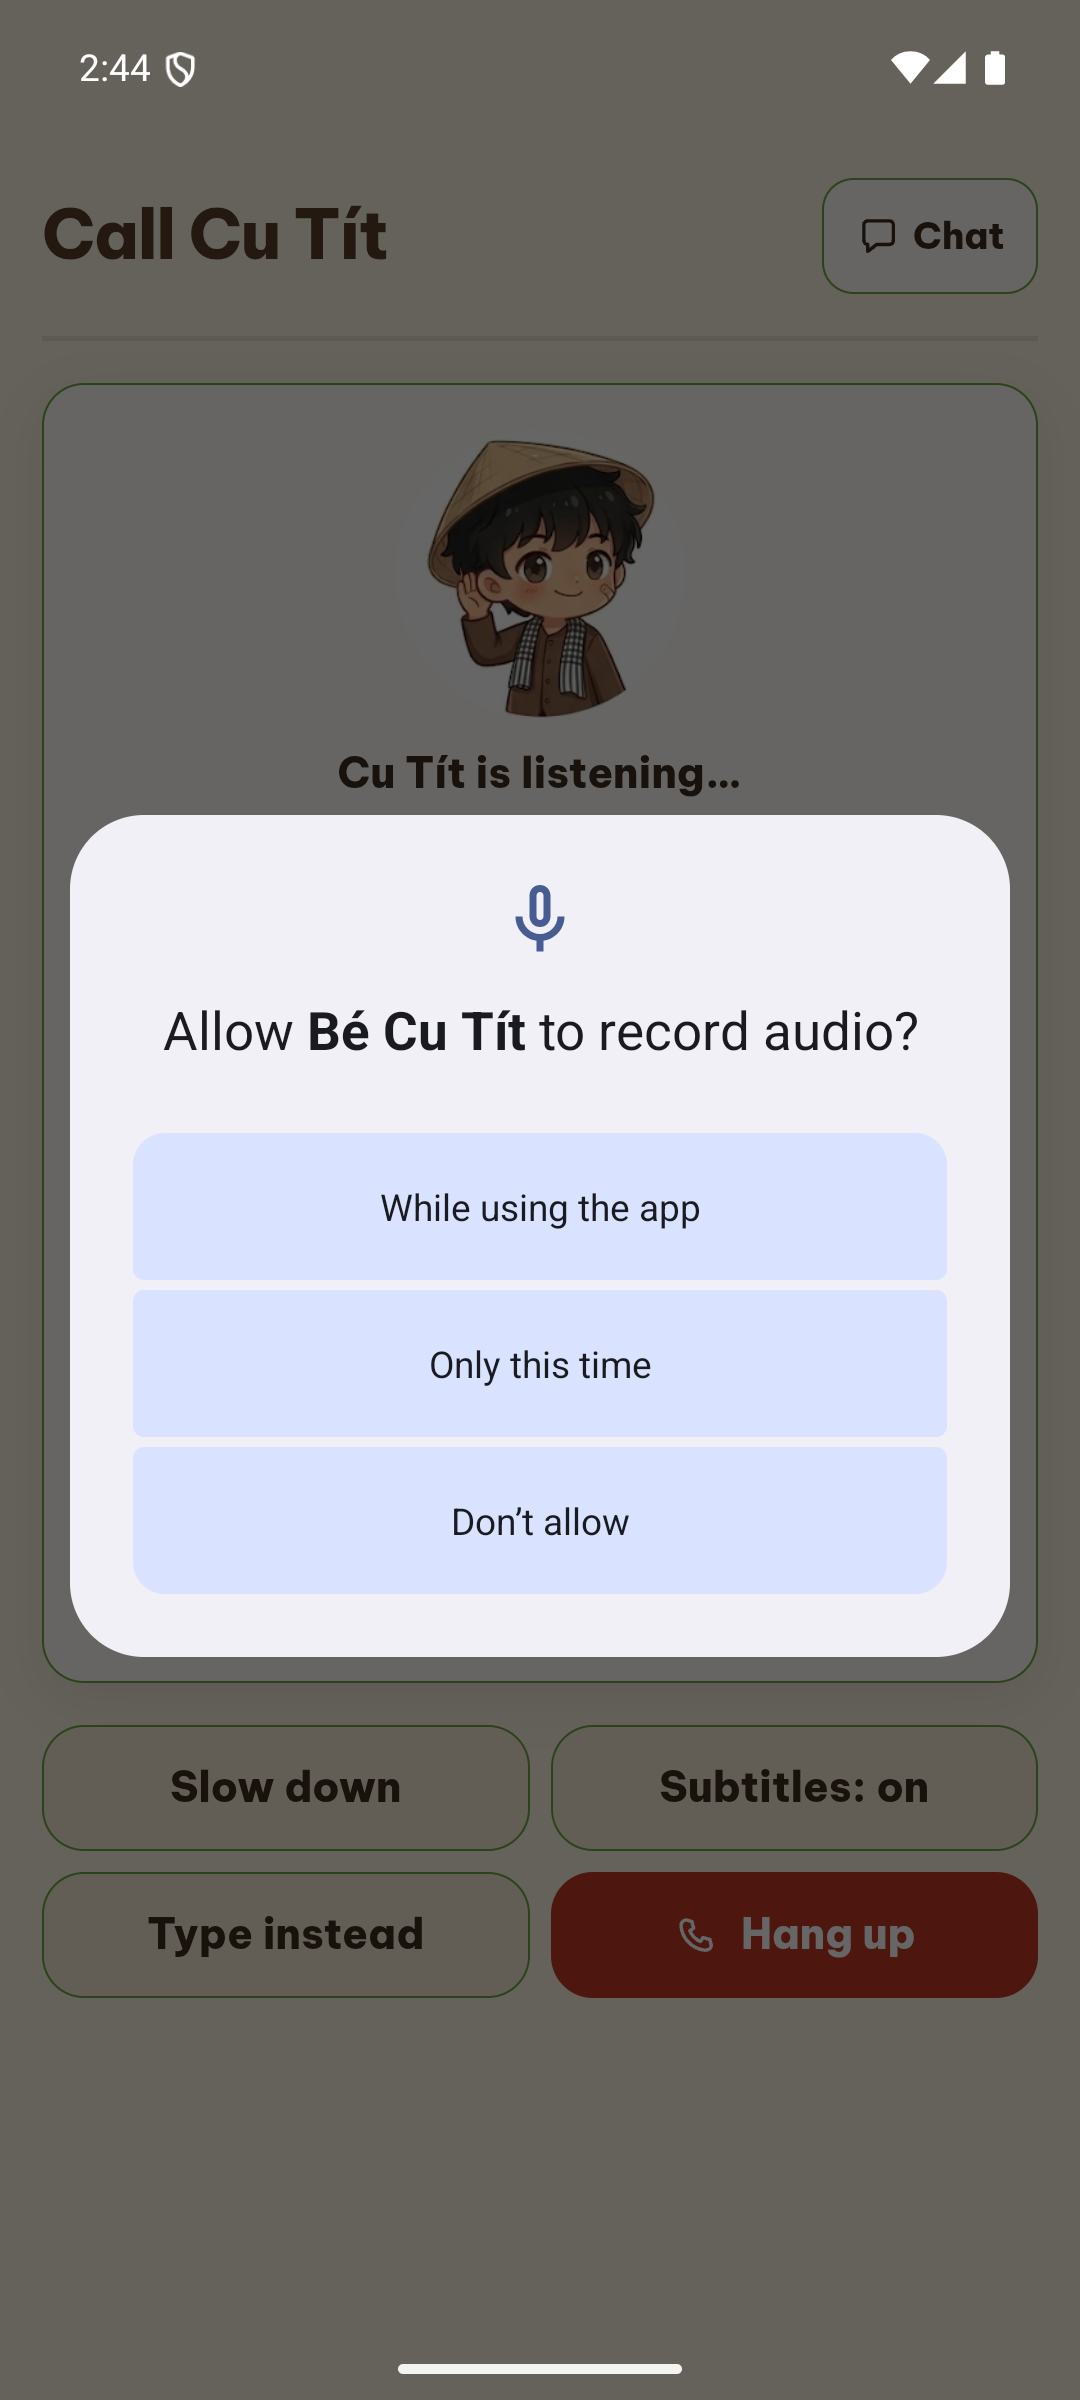 2:44
Call Cu Tít
Chat
Cu Tít is listening...
Allow Bé Cu Tít to record audio?
While using the app
Only this time
Don’t allow
Slow down
Subtitles: on
Type instead
Hang up